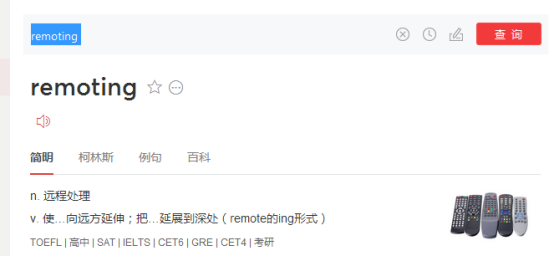 remoting
查 询
remoting
简明 柯林斯 例句 百科
n. 远程处理
v. 使…向远方延伸；把…延展到深处（remote的ing形式）
TOEFL | 高中 | SAT | IELTS | CET6 | GRE | CET4 | 考研